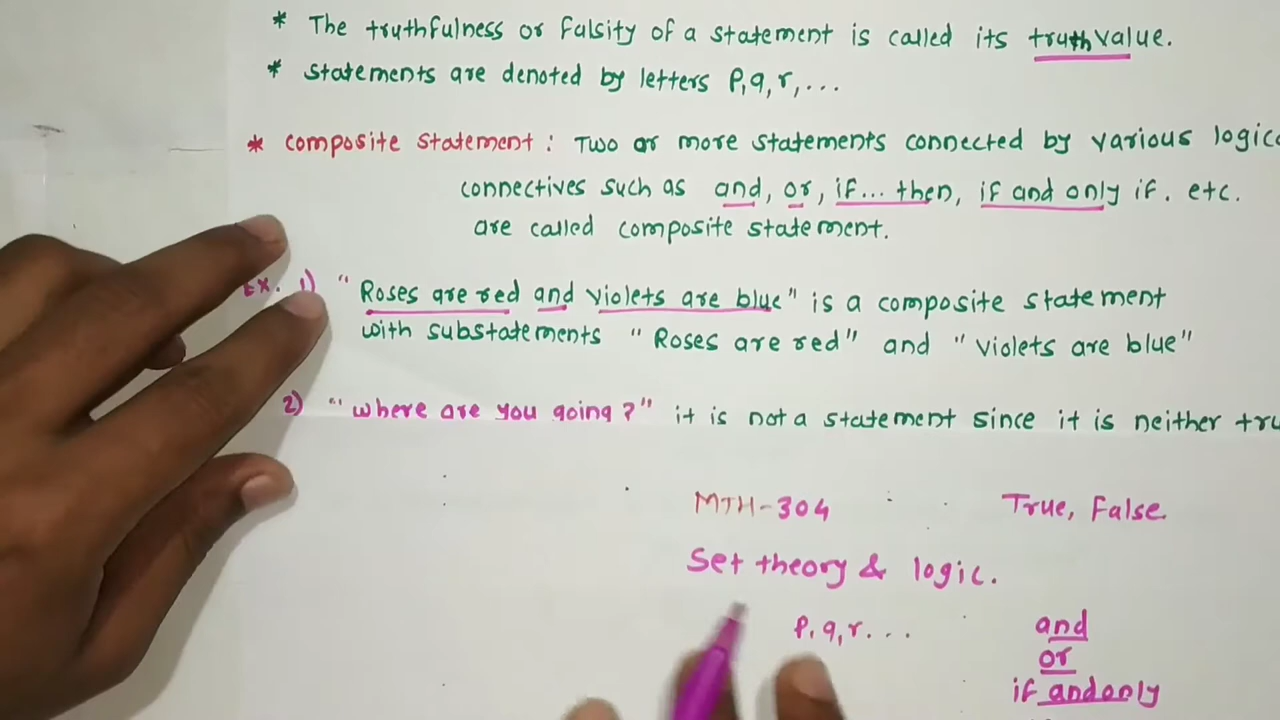 * The truthfulness or falsity of a statement is called its truth value.
* Statements are denoted by letters P, q, r, ...
* Composite statement : Two or more statements connected by various logic
connectives such as and, or, if... then, if and only if. etc.
are called composite statement.
Ex. 1) "Roses are red and violets are blue" is a composite statement
with substatements "Roses are red" and "violets are blue"
2) "where are you going?" it is not a statement since it is neither tru
MTH-304
True, False
Set theory & logic.
P, q, r...
and
or
if and only